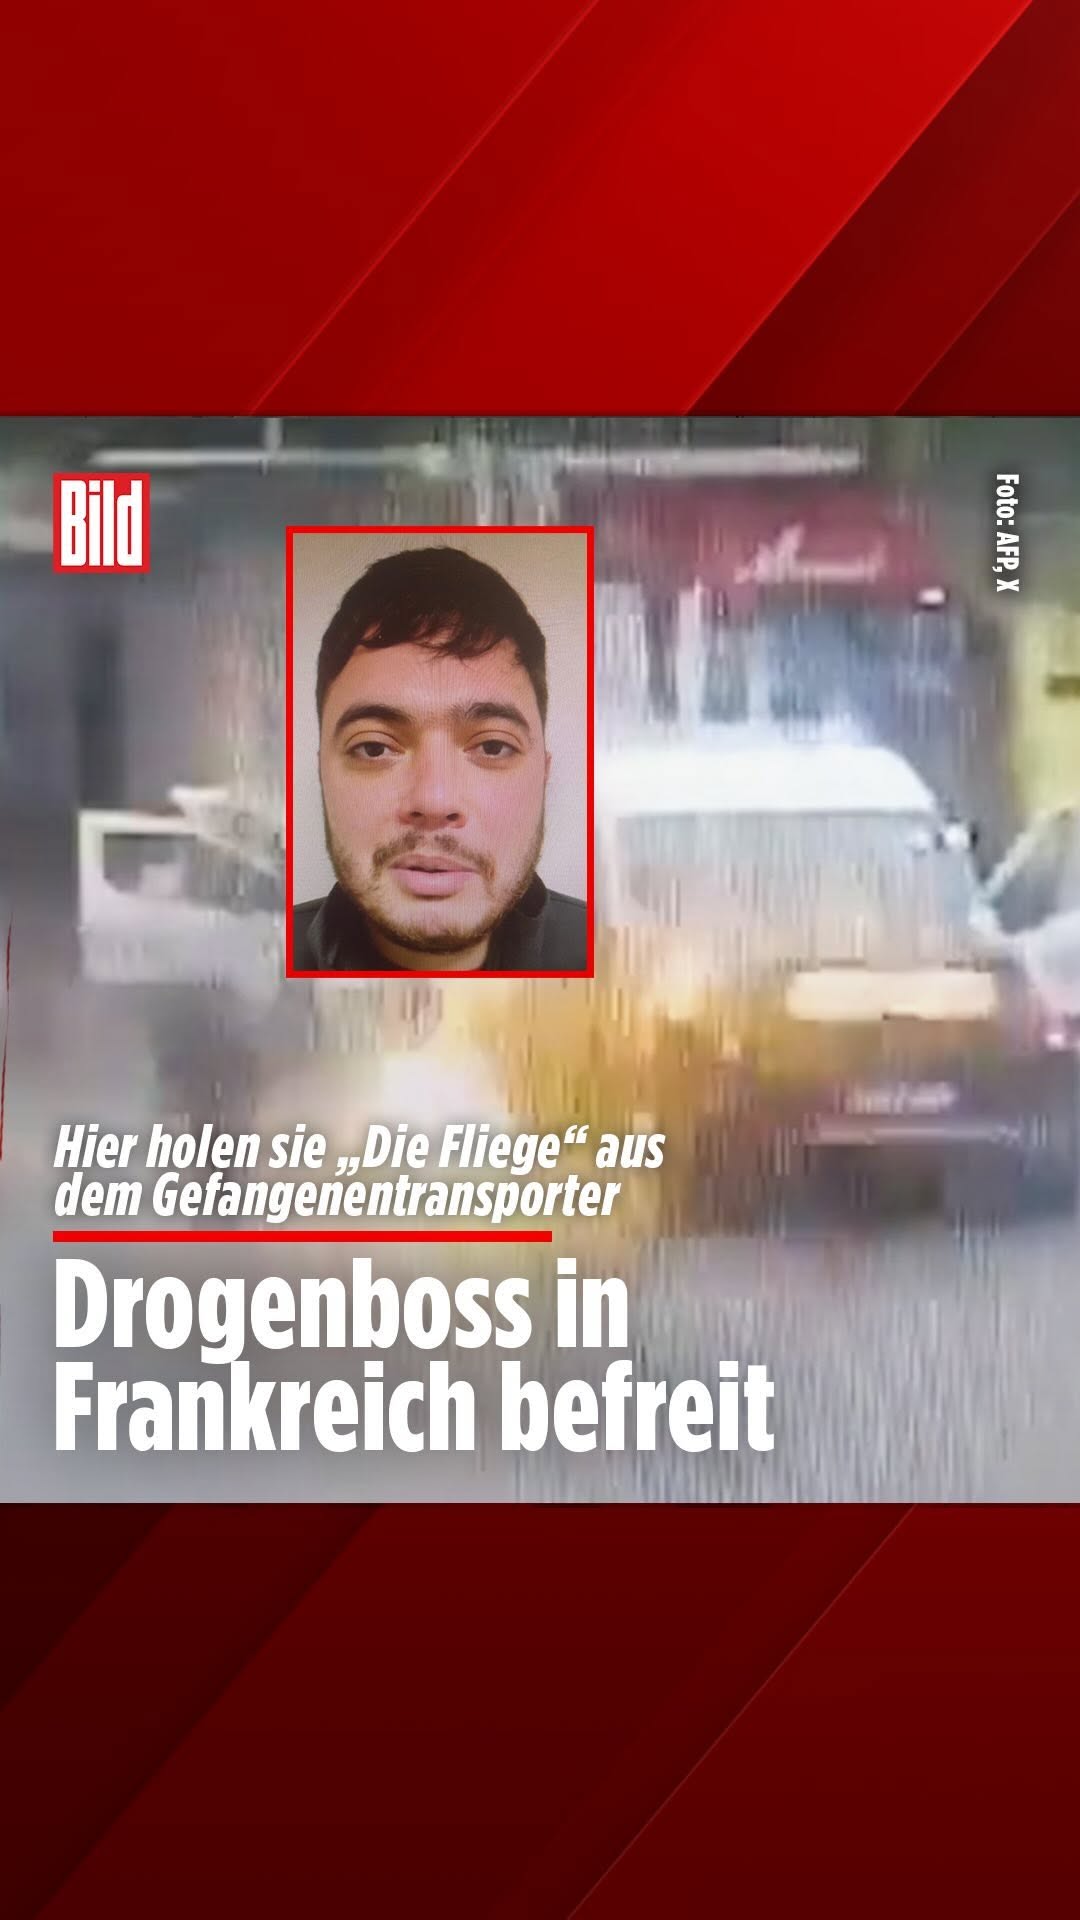 Bild
Foto: AFP, X
Hier holen sie „Die Fliege“ aus
dem Gefangenentransporter
Drogenboss in
Frankreich befreit